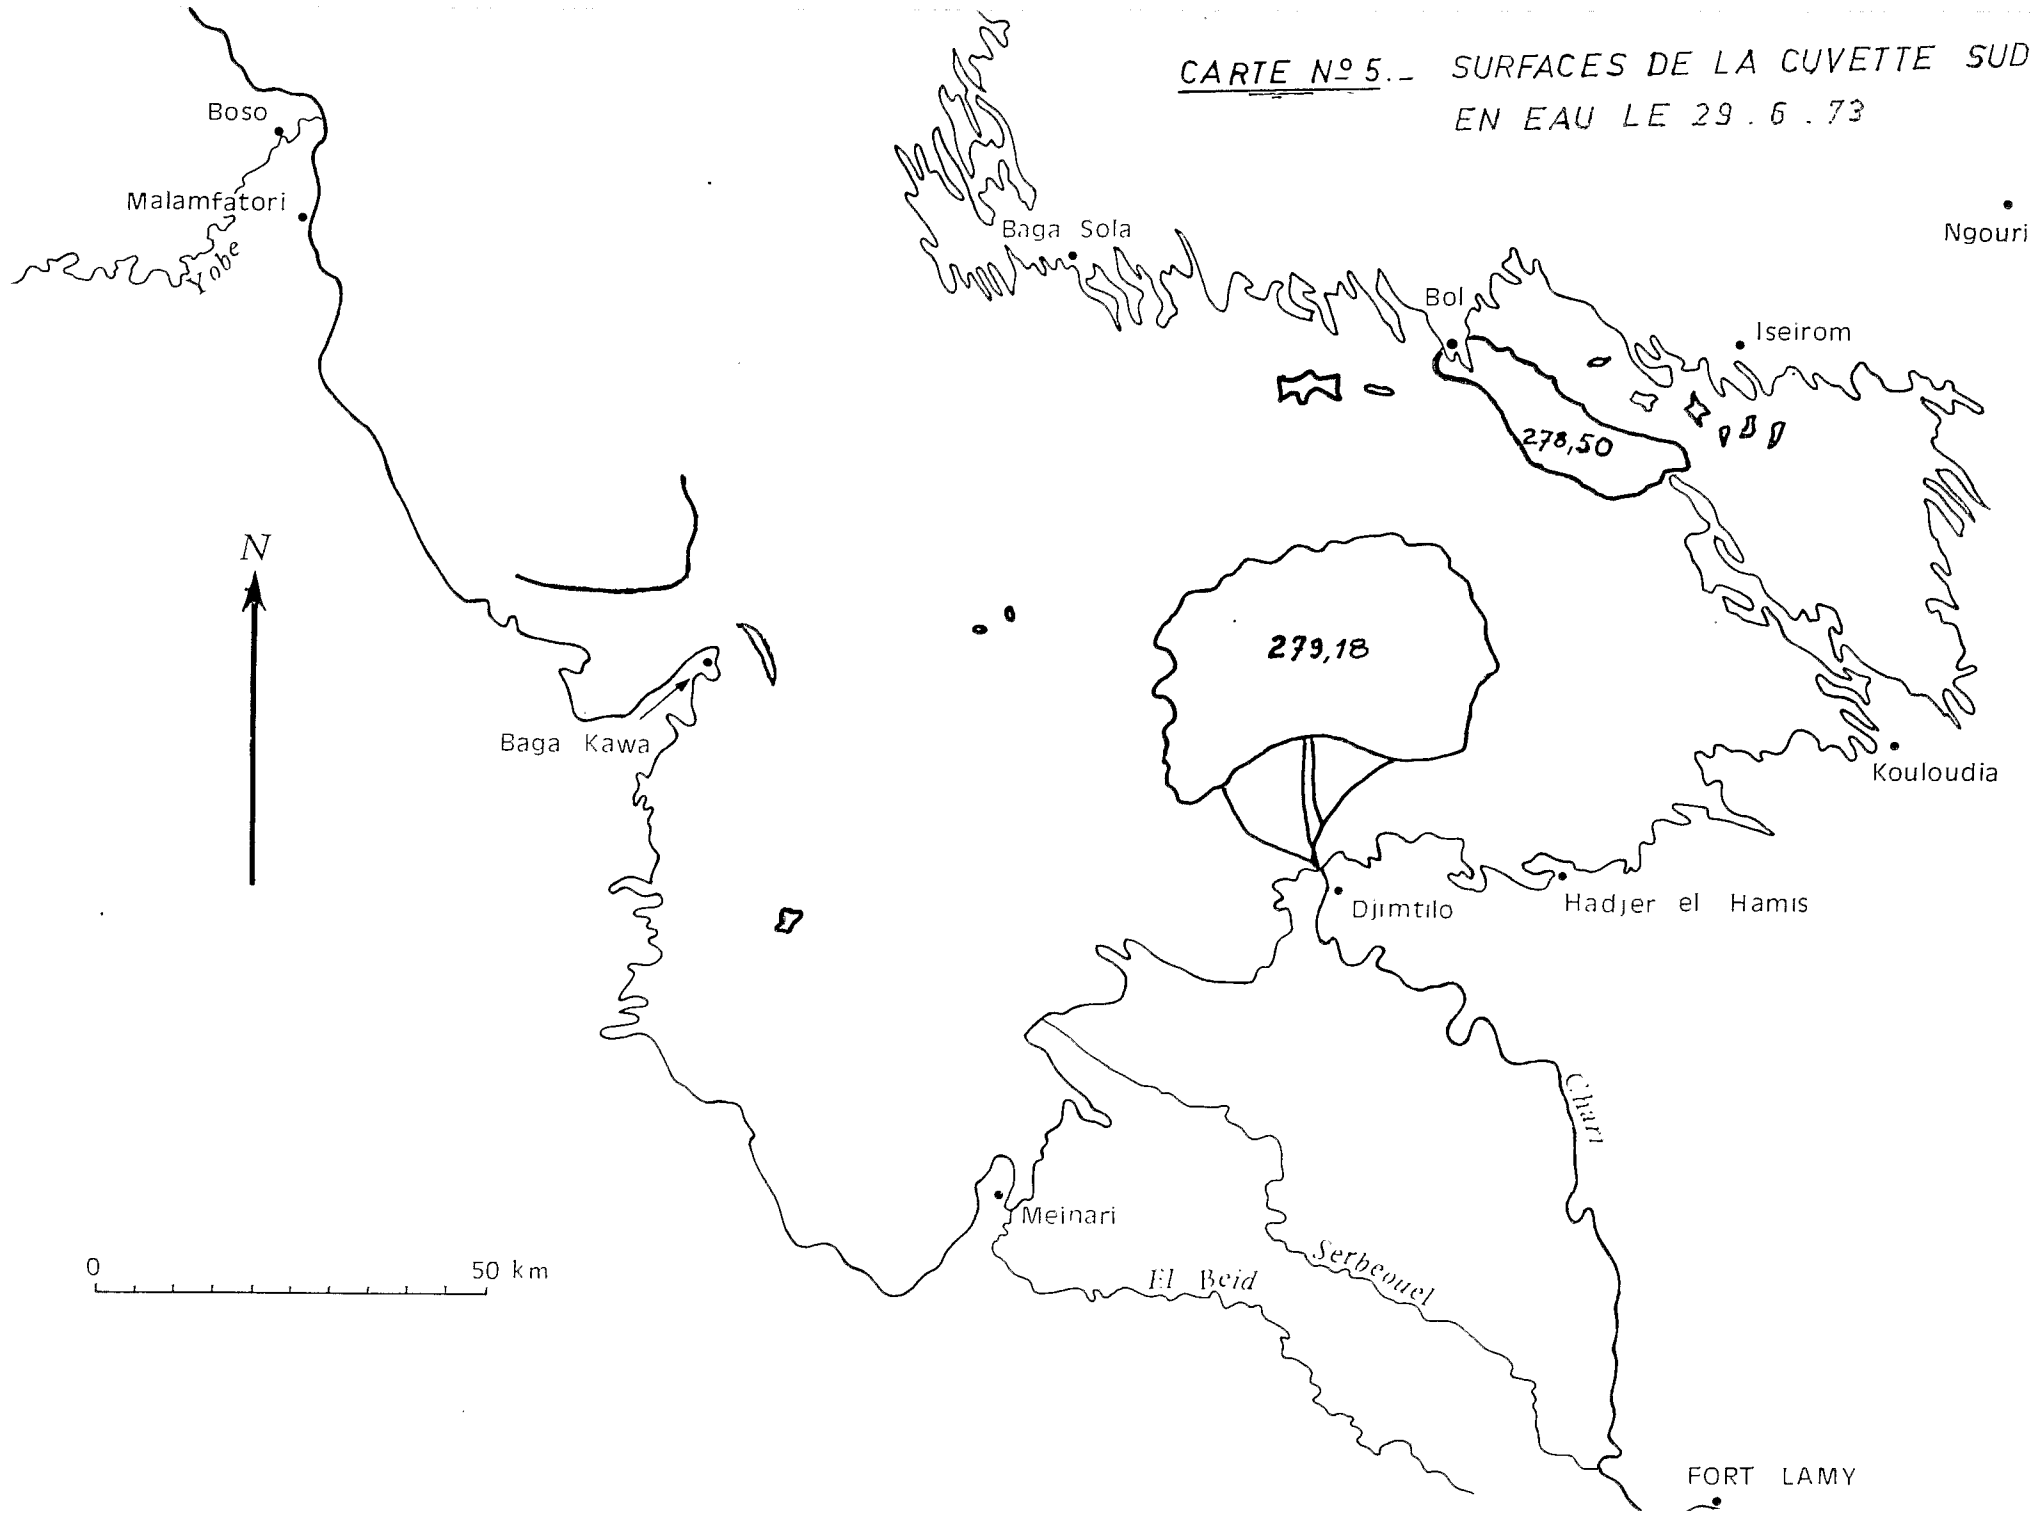 CARTE Nº 5._ SURFACES DE LA CUVETTE SUD
EN EAU LE 29.6.73
Boso
Malamfatori
Yobe
Baga Sola
Ngouri
Bol
Iseirom
278,50
N
279,18
Baga Kawa
Kouloudia
Djimtilo
Hadjer el Hamis
Chari
Meinari
0 50 km
El Beid
Serbeouel
FORT LAMY